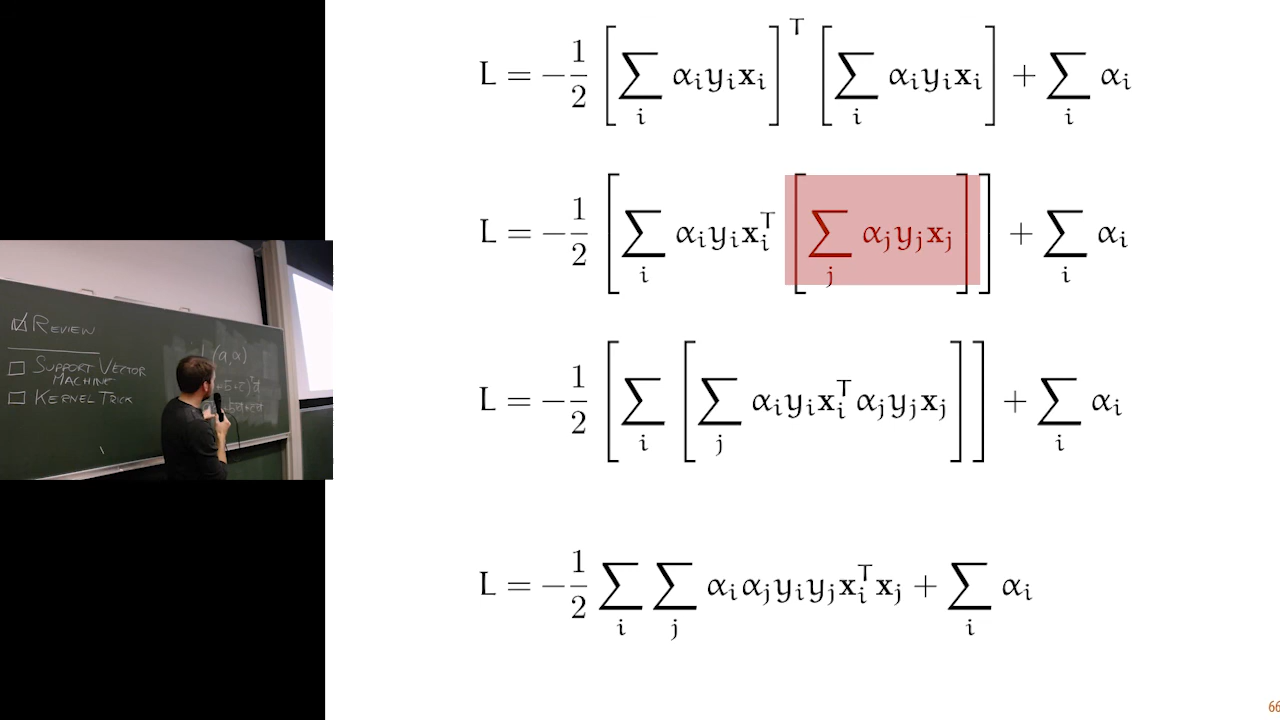 L = −1/2 [∑_i α_i y_i x_i]^T [∑_i α_i y_i x_i] + ∑_i α_i
L = −1/2 [∑_i α_i y_i x_i^T [∑_j α_j y_j x_j]] + ∑_i α_i
L = −1/2 [∑_i [∑_j α_i y_i x_i^T α_j y_j x_j]] + ∑_i α_i
L = −1/2 ∑_i ∑_j α_i α_j y_i y_j x_i^T x_j + ∑_i α_i
66
☑ REVIEW
☐ SUPPORT VECTOR
MACHINE
☐ KERNEL TRICK